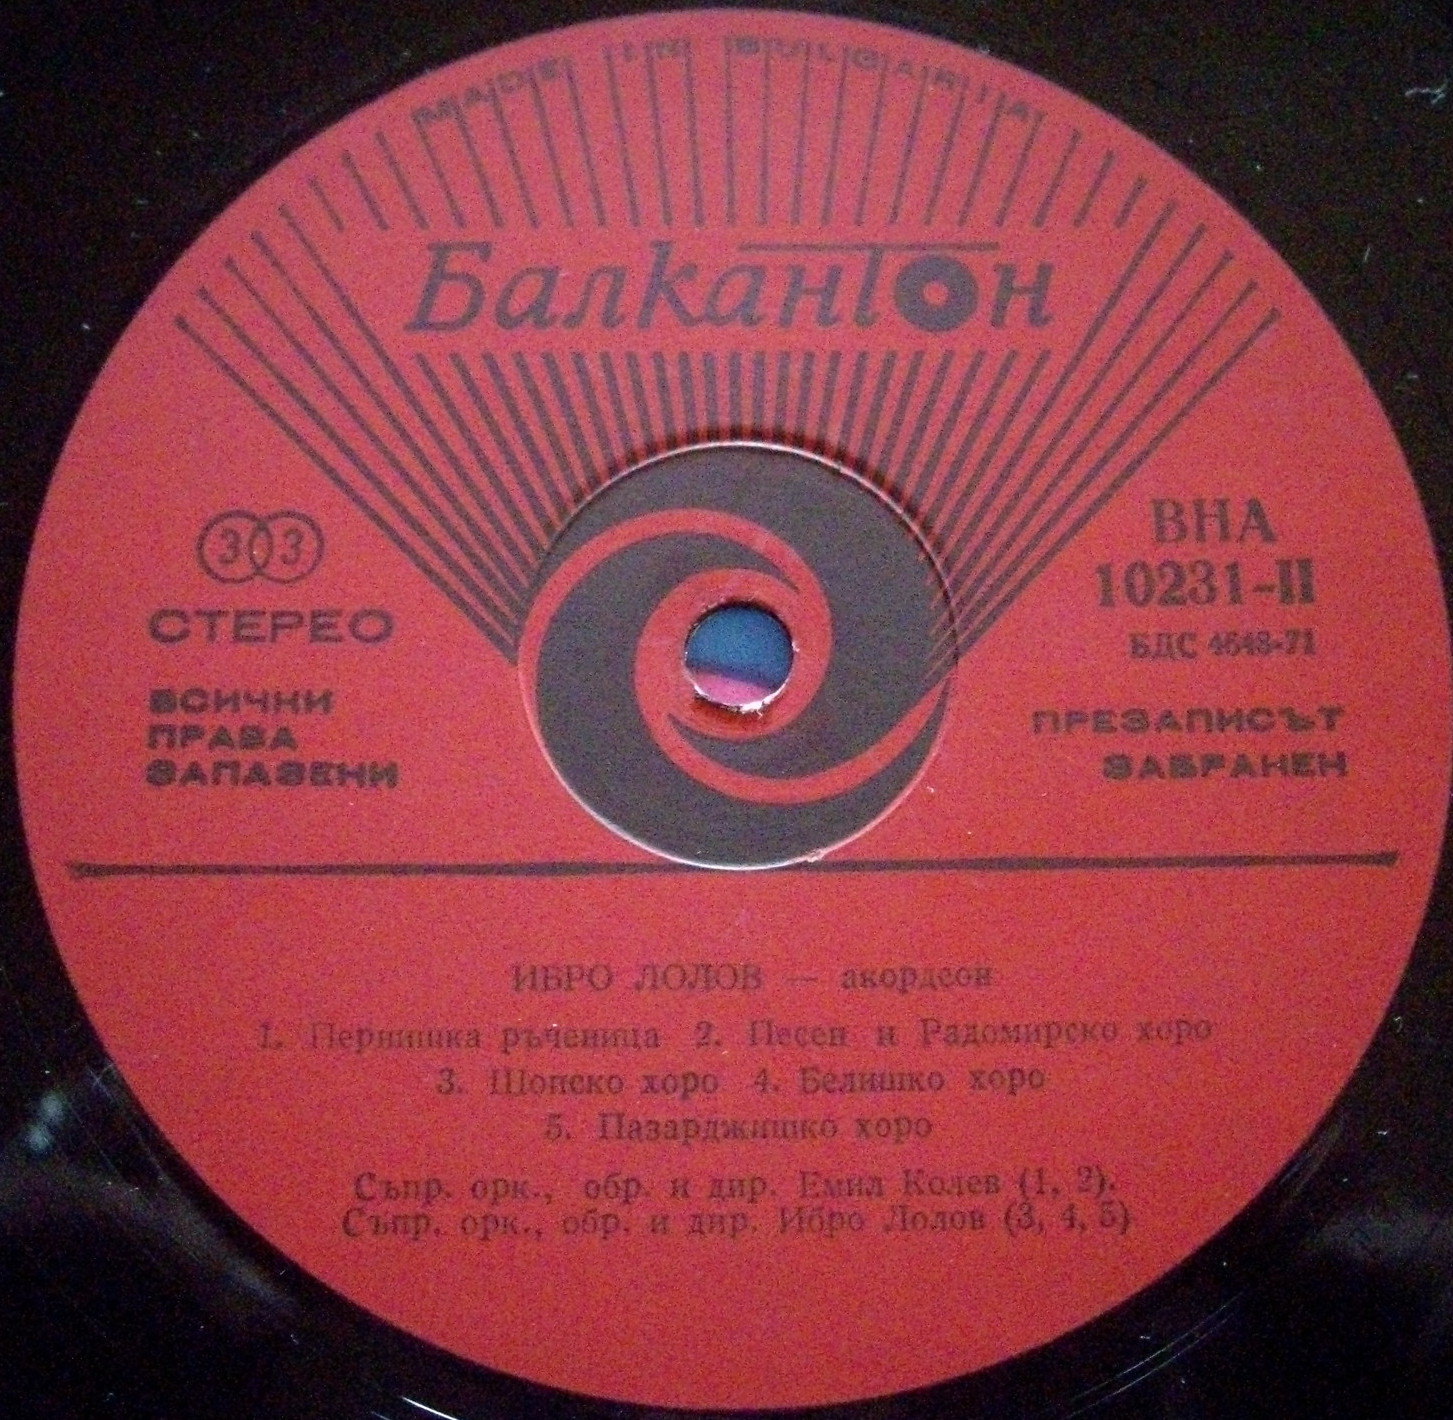 MADE IN BULGARIA
Балкантон
33
СТЕРЕО
ВСИЧНИ
ПРАВА
ЗАПАЗЕНИ
ВНА
10231-II
БДС 4648-71
ПРЕЗАПИСЪТ
ЗАБРАНЕН
ИБРО ЛОЛОВ — акордеон
1. Пернишка ръченица 2. Песен и Радомирско хоро
3. Шопско хоро 4. Белишко хоро
5. Пазарджишко хоро
Съпр. орк., обр. и дир. Емил Колев (1, 2).
Съпр. орк., обр. и дир. Ибро Лолов (3, 4, 5)